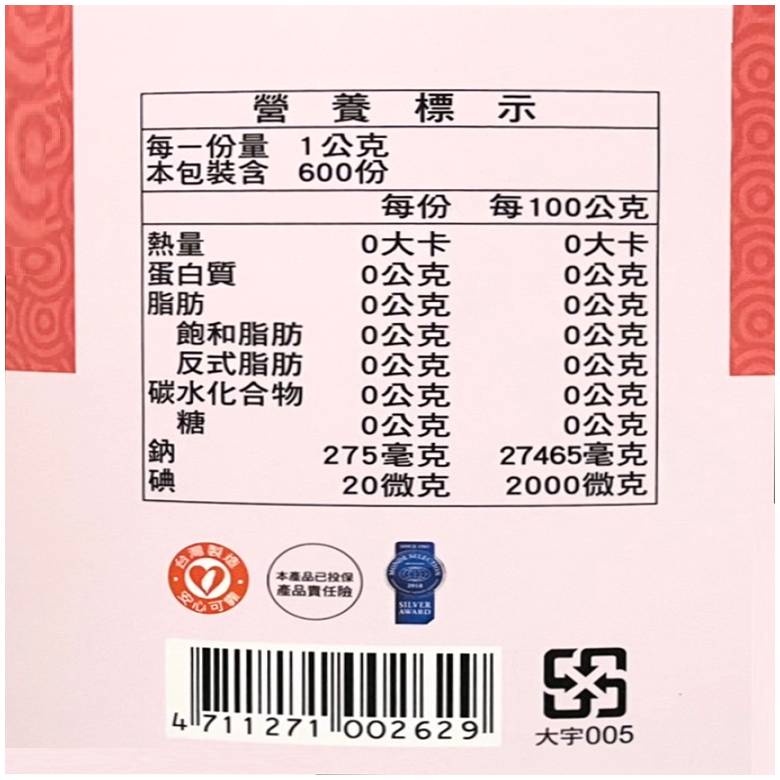 營養標示
每一份量 1公克
本包裝含 600份
每份 每100公克
熱量 0大卡 0大卡
蛋白質 0公克 0公克
脂肪 0公克 0公克
飽和脂肪 0公克 0公克
反式脂肪 0公克 0公克
碳水化合物 0公克 0公克
糖 0公克 0公克
鈉 275毫克 27465毫克
碘 20微克 2000微克
台灣製造
安心可靠
本產品已投保
產品責任險
MONDE SELECTION
SILVER
AWARD
4 711271 002629
大宇005